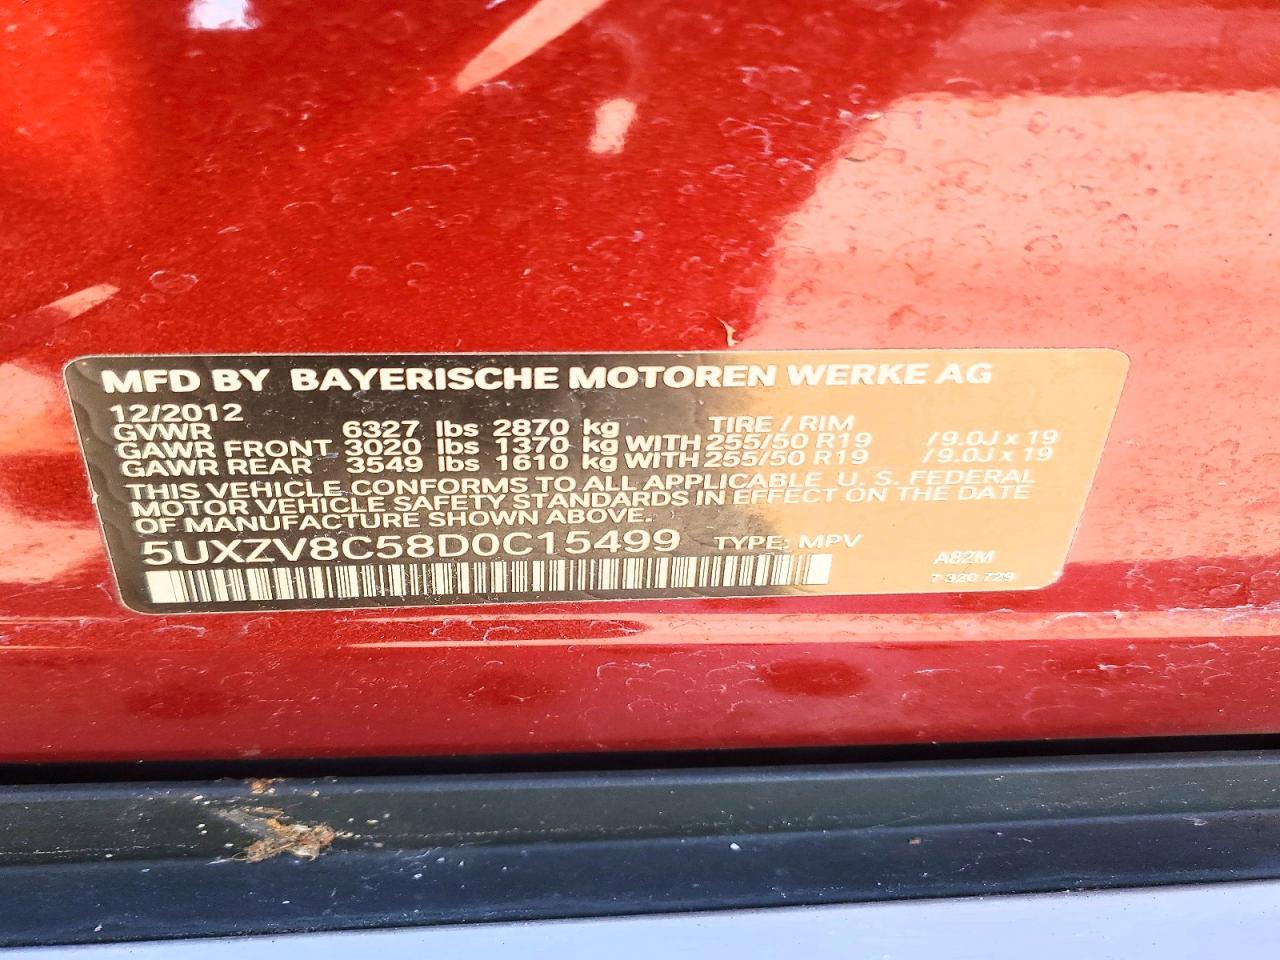 MFD BY BAYERISCHE MOTOREN WERKE AG
12/2012
TIRE / RIM
GVWR 6327 lbs 2870 kg
GAWR FRONT 3020 lbs 1370 kg WITH 255/50 R19 /9.0J x 19
GAWR REAR 3549 lbs 1610 kg WITH 255/50 R19 /9.0J x 19
THIS VEHICLE CONFORMS TO ALL APPLICABLE U. S. FEDERAL
MOTOR VEHICLE SAFETY STANDARDS IN EFFECT ON THE DATE
OF MANUFACTURE SHOWN ABOVE.
5UXZV8C58D0C15499 TYPE: MPV
A82M
7 320 729